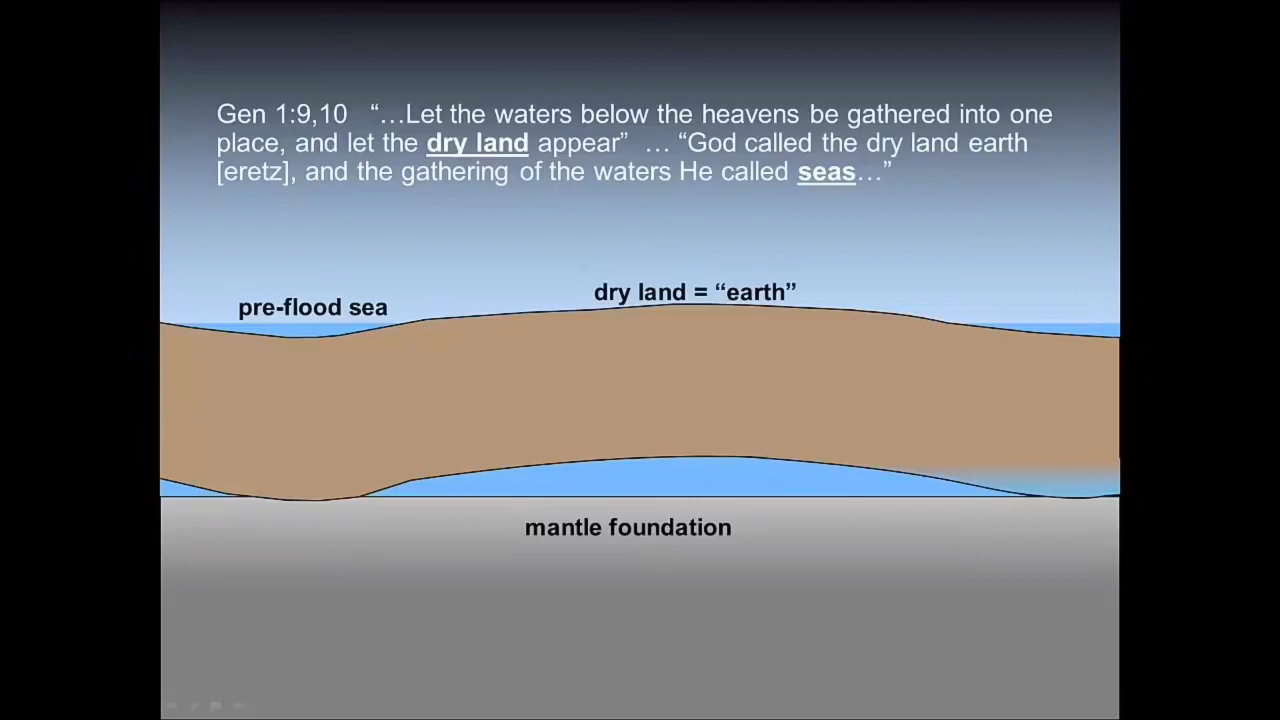 Gen 1:9,10 “…Let the waters below the heavens be gathered into one
place, and let the dry land appear” … “God called the dry land earth
[eretz], and the gathering of the waters He called seas…”
dry land = “earth”
pre-flood sea
mantle foundation